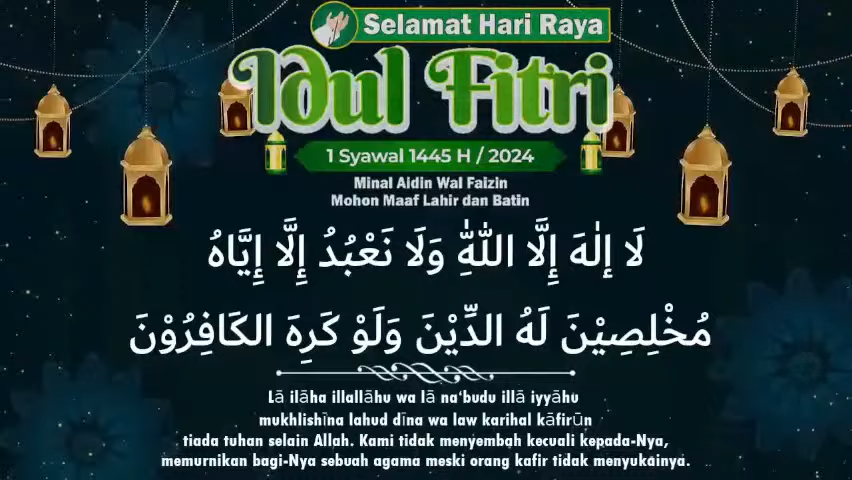 Selamat Hari Raya
Idul Fitri
1 Syawal 1445 H / 2024
Minal Aidin Wal Faizin
Mohon Maaf Lahir dan Batin
لَا إِلٰهَ إِلَّا اللهُ وَلَا نَعْبُدُ إِلَّا إِيَّاهُ
مُخْلِصِيْنَ لَهُ الدِّيْنَ وَلَوْ كَرِهَ الكَافِرُوْنَ
Lā ilāha illallāhu wa lā na‘budu illā iyyāhu
mukhlishīna lahud dīna wa law karihal kāfirūn
tiada tuhan selain Allah. Kami tidak menyembah kecuali kepada-Nya,
memurnikan bagi-Nya sebuah agama meski orang kafir tidak menyukainya.